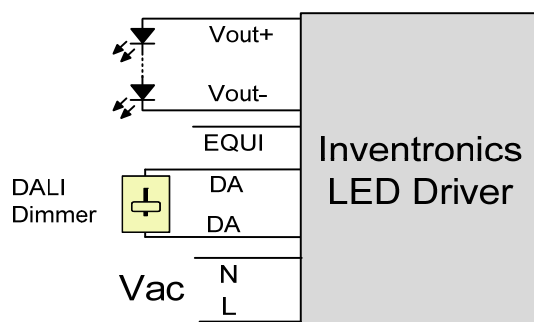 Vout+
Vout-
EQUI
DALI
Dimmer
DA
DA
Vac
N
L
Inventronics
LED Driver